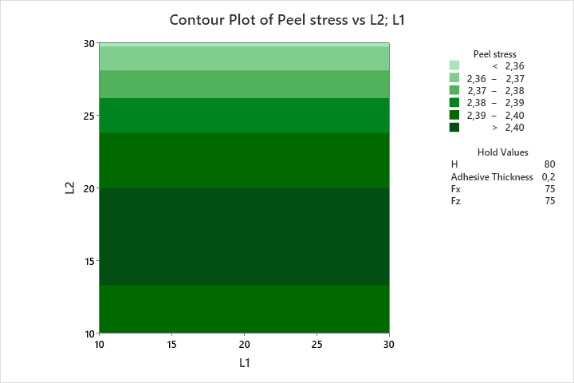 Contour Plot of Peel stress vs L2; L1
Peel stress
< 2,36
2,36 – 2,37
2,37 – 2,38
2,38 – 2,39
2,39 – 2,40
> 2,40
Hold Values
H 80
Adhesive Thickness 0,2
Fx 75
Fz 75
L2
30
25
20
15
10
10 15 20 25 30
L1